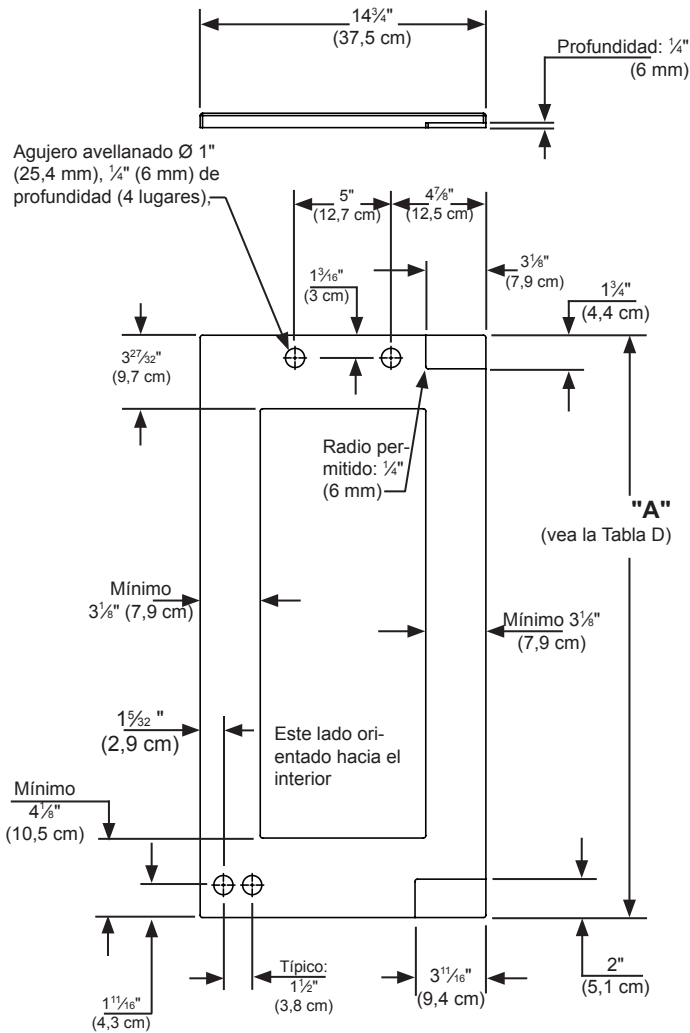 14¾"
(37,5 cm)
Profundidad: ¼"
(6 mm)
Agujero avellanado Ø 1"
(25,4 mm), ¼" (6 mm) de
profundidad (4 lugares),
5"
(12,7 cm)
4⅞"
(12,5 cm)
1³⁄₁₆"
(3 cm)
3⅛"
(7,9 cm)
1¾"
(4,4 cm)
3²⁷⁄₃₂"
(9,7 cm)
Radio per-
mitido: ¼"
(6 mm)
"A"
(vea la Tabla D)
Mínimo
3⅛" (7,9 cm)
Mínimo 3⅛"
(7,9 cm)
1⁵⁄₃₂ "
(2,9 cm)
Este lado ori-
entado hacia el
interior
Mínimo
4⅛"
(10,5 cm)
1¹¹⁄₁₆"
(4,3 cm)
Típico:
1½"
(3,8 cm)
3¹¹⁄₁₆"
(9,4 cm)
2"
(5,1 cm)